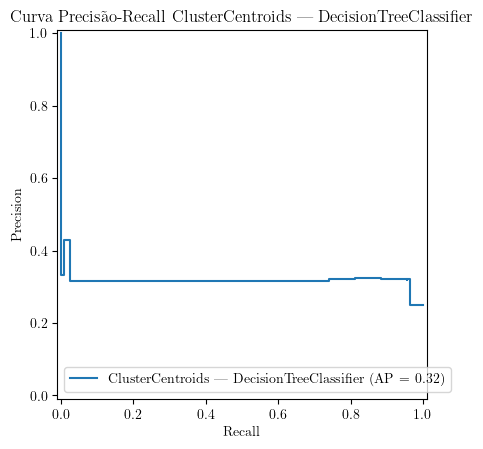 Curva Precisão-Recall ClusterCentroids — DecisionTreeClassifier
1.0
0.8
0.6
0.4
0.2
0.0
Precision
ClusterCentroids — DecisionTreeClassifier (AP = 0.32)
0.0 0.2 0.4 0.6 0.8 1.0
Recall